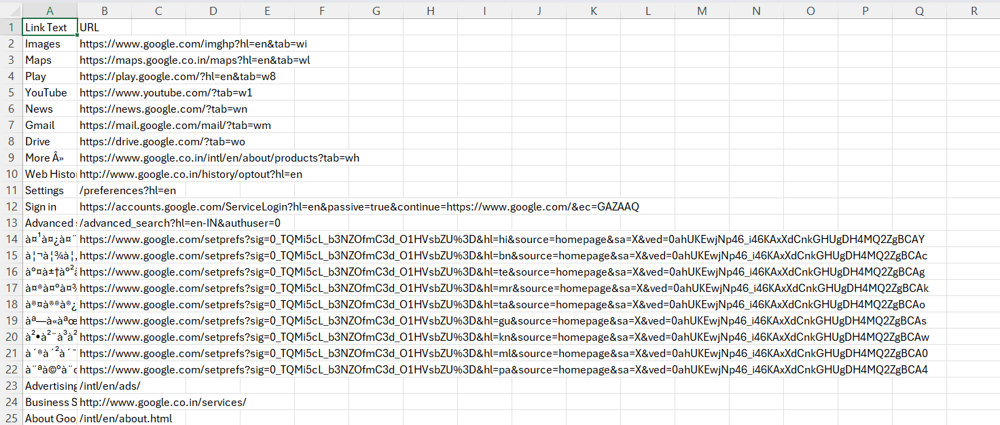 A B C D E F G H I J K L M N O P Q R
1 Link Text URL
2 Images https://www.google.com/imghp?hl=en&tab=wi
3 Maps https://maps.google.co.in/maps?hl=en&tab=wl
4 Play https://play.google.com/?hl=en&tab=w8
5 YouTube https://www.youtube.com/?tab=w1
6 News https://news.google.com/?tab=wn
7 Gmail https://mail.google.com/mail/?tab=wm
8 Drive https://drive.google.com/?tab=wo
9 More Â» https://www.google.co.in/intl/en/about/products?tab=wh
10 Web Histo http://www.google.co.in/history/optout?hl=en
11 Settings /preferences?hl=en
12 Sign in https://accounts.google.com/ServiceLogin?hl=en&passive=true&continue=https://www.google.com/&ec=GAZAAQ
13 Advanced /advanced_search?hl=en-IN&authuser=0
14 à¤¹à¤¿à¤¨ https://www.google.com/setprefs?sig=0_TQMi5cL_b3NZOfmC3d_O1HVsbZU%3D&hl=hi&source=homepage&sa=X&ved=0ahUKEwjNp46_i46KAxXdCnkGHUgDH4MQ2ZgBCAY
15 à¦¬à¦¾à¦‚ https://www.google.com/setprefs?sig=0_TQMi5cL_b3NZOfmC3d_O1HVsbZU%3D&hl=bn&source=homepage&sa=X&ved=0ahUKEwjNp46_i46KAxXdCnkGHUgDH4MQ2ZgBCAc
16 à°¤à±†à°² https://www.google.com/setprefs?sig=0_TQMi5cL_b3NZOfmC3d_O1HVsbZU%3D&hl=te&source=homepage&sa=X&ved=0ahUKEwjNp46_i46KAxXdCnkGHUgDH4MQ2ZgBCAg
17 à¤®à¤°à¤¾ https://www.google.com/setprefs?sig=0_TQMi5cL_b3NZOfmC3d_O1HVsbZU%3D&hl=mr&source=homepage&sa=X&ved=0ahUKEwjNp46_i46KAxXdCnkGHUgDH4MQ2ZgBCAk
18 à®¤à®®à®¿ https://www.google.com/setprefs?sig=0_TQMi5cL_b3NZOfmC3d_O1HVsbZU%3D&hl=ta&source=homepage&sa=X&ved=0ahUKEwjNp46_i46KAxXdCnkGHUgDH4MQ2ZgBCAo
19 àª—à«àªœ https://www.google.com/setprefs?sig=0_TQMi5cL_b3NZOfmC3d_O1HVsbZU%3D&hl=gu&source=homepage&sa=X&ved=0ahUKEwjNp46_i46KAxXdCnkGHUgDH4MQ2ZgBCAs
20 à²•à²¨à³à² https://www.google.com/setprefs?sig=0_TQMi5cL_b3NZOfmC3d_O1HVsbZU%3D&hl=kn&source=homepage&sa=X&ved=0ahUKEwjNp46_i46KAxXdCnkGHUgDH4MQ2ZgBCAw
21 à´®à´²à´¯ https://www.google.com/setprefs?sig=0_TQMi5cL_b3NZOfmC3d_O1HVsbZU%3D&hl=ml&source=homepage&sa=X&ved=0ahUKEwjNp46_i46KAxXdCnkGHUgDH4MQ2ZgBCA0
22 à¨ªà©°à¨ https://www.google.com/setprefs?sig=0_TQMi5cL_b3NZOfmC3d_O1HVsbZU%3D&hl=pa&source=homepage&sa=X&ved=0ahUKEwjNp46_i46KAxXdCnkGHUgDH4MQ2ZgBCA4
23 Advertising /intl/en/ads/
24 Business S http://www.google.co.in/services/
25 About Goo /intl/en/about.html